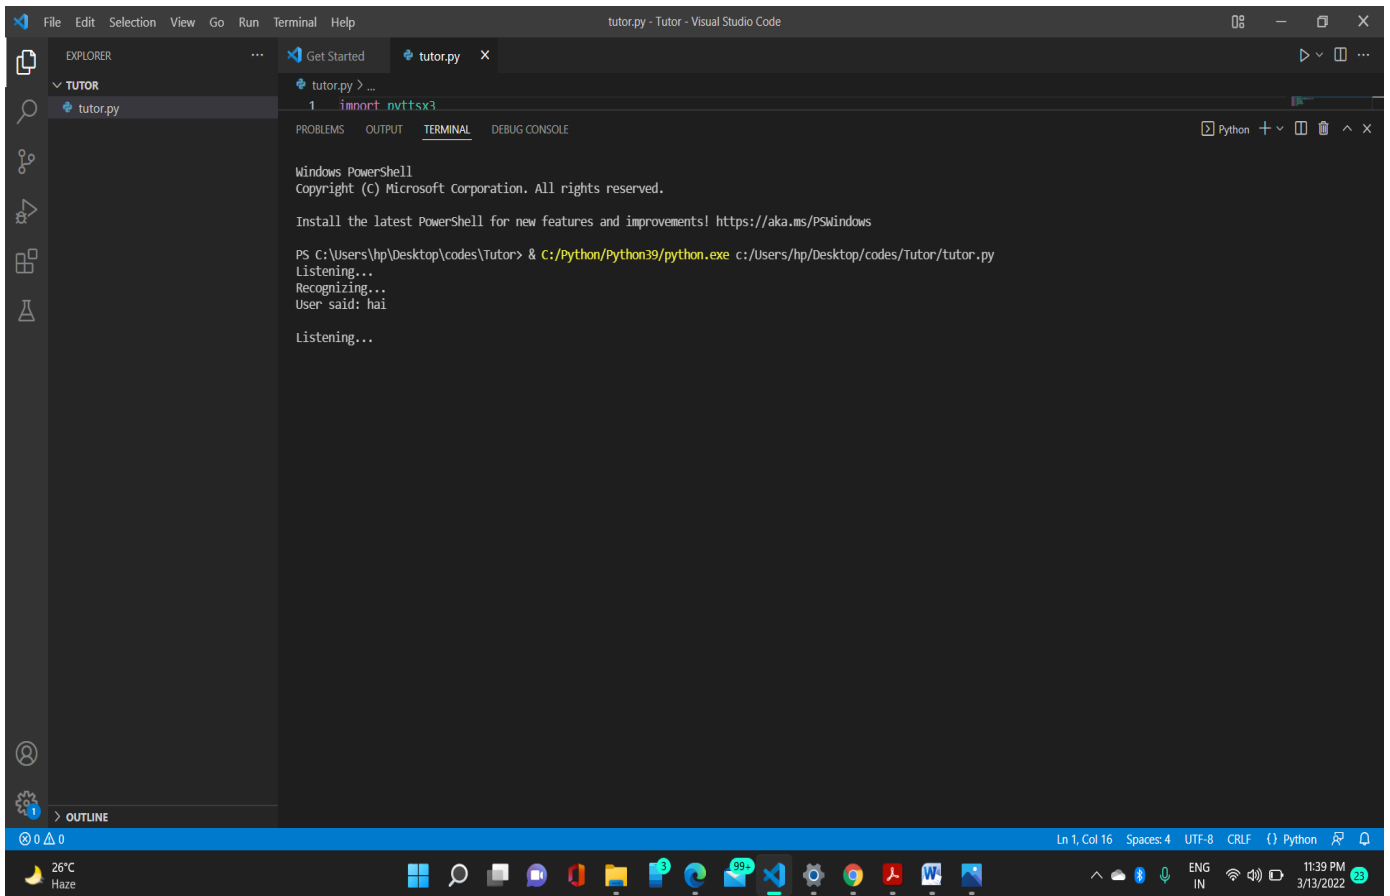 File Edit Selection View Go Run Terminal Help tutor.py - Tutor - Visual Studio Code
EXPLORER ... Get Started tutor.py
TUTOR tutor.py > ...
tutor.py 1 import pyttsx3
PROBLEMS OUTPUT TERMINAL DEBUG CONSOLE Python
Windows PowerShell
Copyright (C) Microsoft Corporation. All rights reserved.
Install the latest PowerShell for new features and improvements! https://aka.ms/PSWindows
PS C:\Users\hp\Desktop\codes\Tutor> & C:/Python/Python39/python.exe c:/Users/hp/Desktop/codes/Tutor/tutor.py
Listening...
Recognizing...
User said: hai
Listening...
1
OUTLINE
0 0 Ln 1, Col 16 Spaces: 4 UTF-8 CRLF {} Python
26°C 3 99+ ENG 11:39 PM
Haze IN 3/13/2022 23